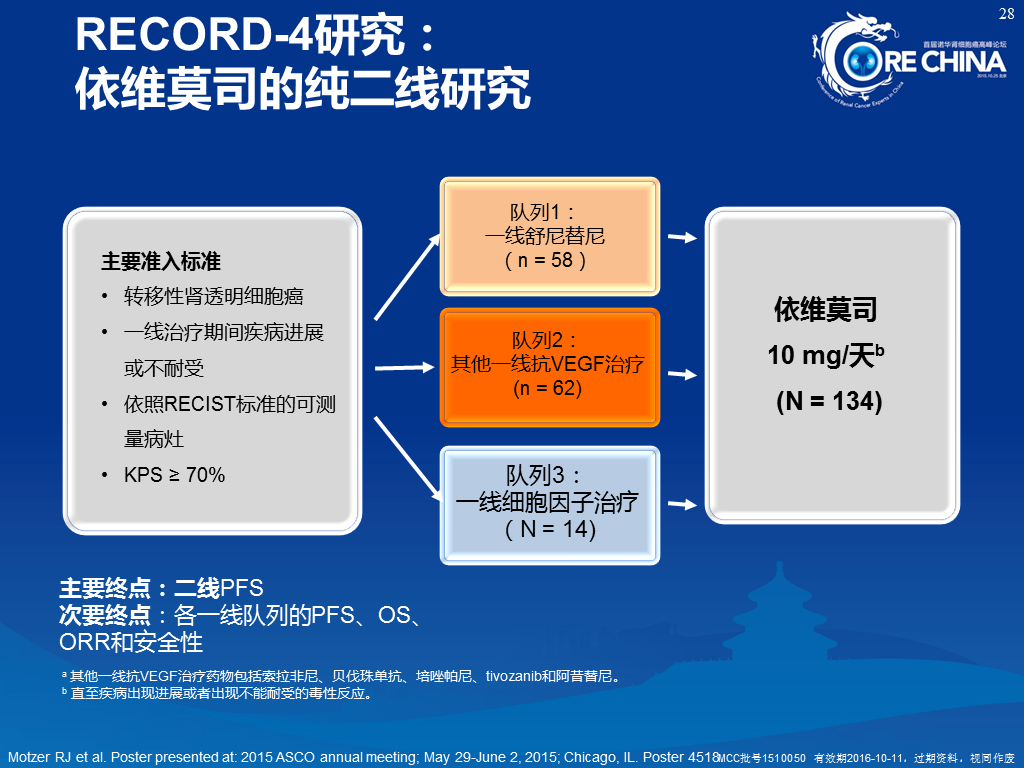 28
RECORD-4研究：
依维莫司的纯二线研究
首届诺华肾细胞癌高峰论坛
ORE CHINA
2015.10.25 北京
Conference of Renal Cancer Experts in China
主要准入标准
• 转移性肾透明细胞癌
• 一线治疗期间疾病进展
或不耐受
• 依照RECIST标准的可测
量病灶
• KPS ≥ 70%
队列1：
一线舒尼替尼
( n = 58 )
队列2：
其他一线抗VEGF治疗
(n = 62)
队列3：
一线细胞因子治疗
( N = 14)
依维莫司
10 mg/天b
(N = 134)
主要终点：二线PFS
次要终点：各一线队列的PFS、OS、
ORR和安全性
a 其他一线抗VEGF治疗药物包括索拉非尼、贝伐珠单抗、培唑帕尼、tivozanib和阿昔替尼。
b 直至疾病出现进展或者出现不能耐受的毒性反应。
Motzer RJ et al. Poster presented at: 2015 ASCO annual meeting; May 29-June 2, 2015; Chicago, IL. Poster 4518.
MCC批号1510050 有效期2016-10-11，过期资料，视同作废